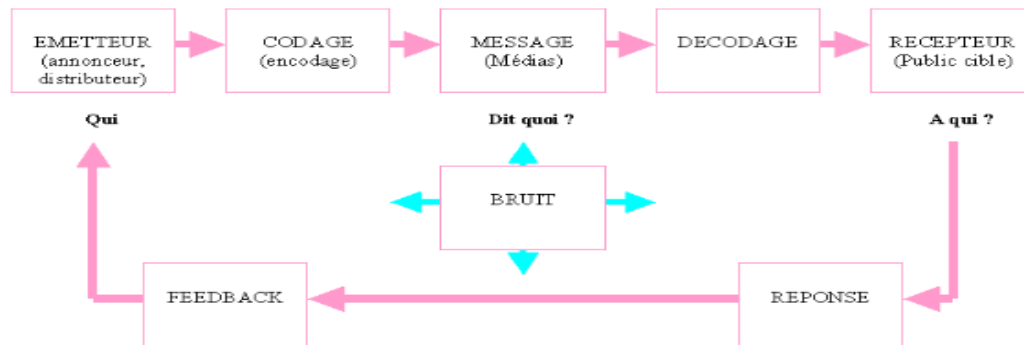 EMETTEUR
(annonceur,
distributeur)
CODAGE
(encodage)
MESSAGE
(Médias)
DECODAGE
RECEPTEUR
(Public cible)
Qui
Dit quoi ?
A qui ?
BRUIT
FEEDBACK
REPONSE